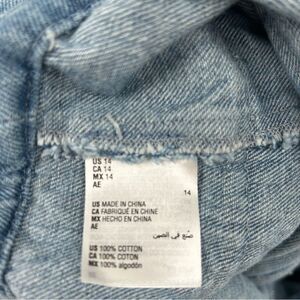 US 14
CA 14
MX 14
AE
14
US MADE IN CHINA
CA FABRIQUÉ EN CHINE
MX HECHO EN CHINA
AE
صنع في الصين
US 100% COTTON
CA 100% COTON
MX 100% algodón